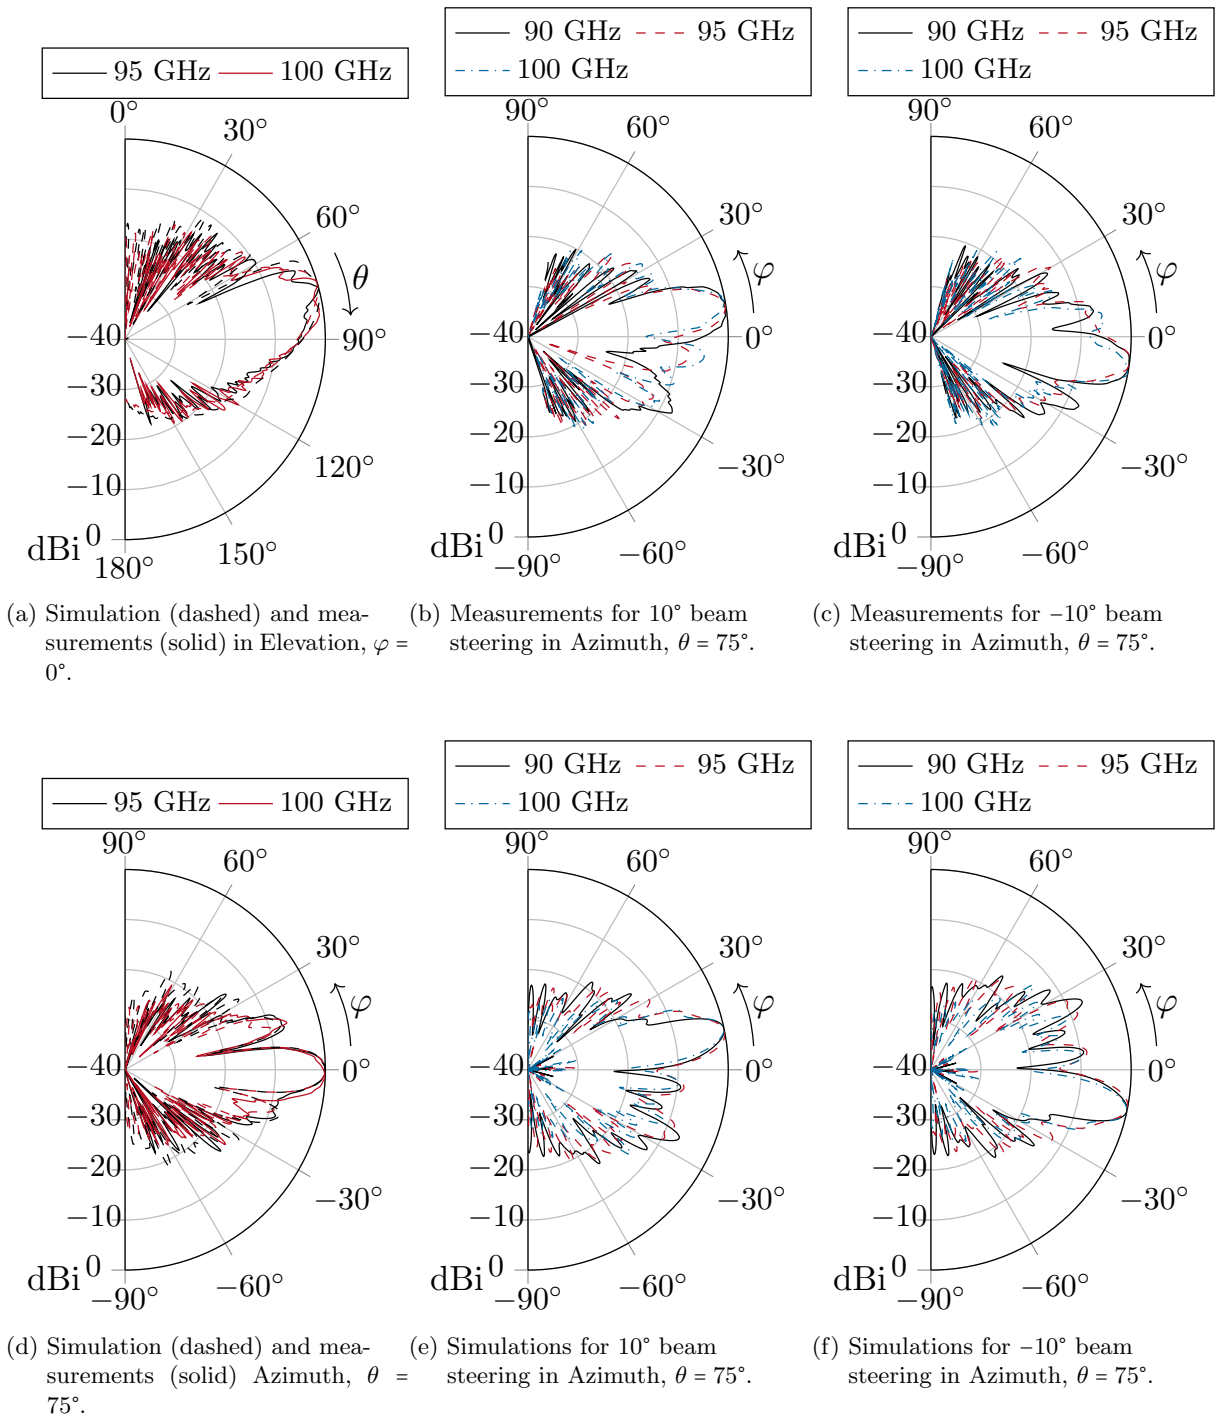 95 GHz 100 GHz
0°
30°
60°
θ
90°
120°
150°
180°
−40
−30
−20
−10
0
dBi
(a) Simulation (dashed) and mea-
surements (solid) in Elevation, φ =
0°.
90 GHz 95 GHz
100 GHz
90°
60°
30°
φ
0°
−30°
−60°
−90°
−40
−30
−20
−10
0
dBi
(b) Measurements for 10° beam
steering in Azimuth, θ = 75°.
90 GHz 95 GHz
100 GHz
90°
60°
30°
φ
0°
−30°
−60°
−90°
−40
−30
−20
−10
0
dBi
(c) Measurements for −10° beam
steering in Azimuth, θ = 75°.
95 GHz 100 GHz
90°
60°
30°
φ
0°
−30°
−60°
−90°
−40
−30
−20
−10
0
dBi
(d) Simulation (dashed) and mea-
surements (solid) Azimuth, θ =
75°.
90 GHz 95 GHz
100 GHz
90°
60°
30°
φ
0°
−30°
−60°
−90°
−40
−30
−20
−10
0
dBi
(e) Simulations for 10° beam
steering in Azimuth, θ = 75°.
90 GHz 95 GHz
100 GHz
90°
60°
30°
φ
0°
−30°
−60°
−90°
−40
−30
−20
−10
0
dBi
(f) Simulations for −10° beam
steering in Azimuth, θ = 75°.